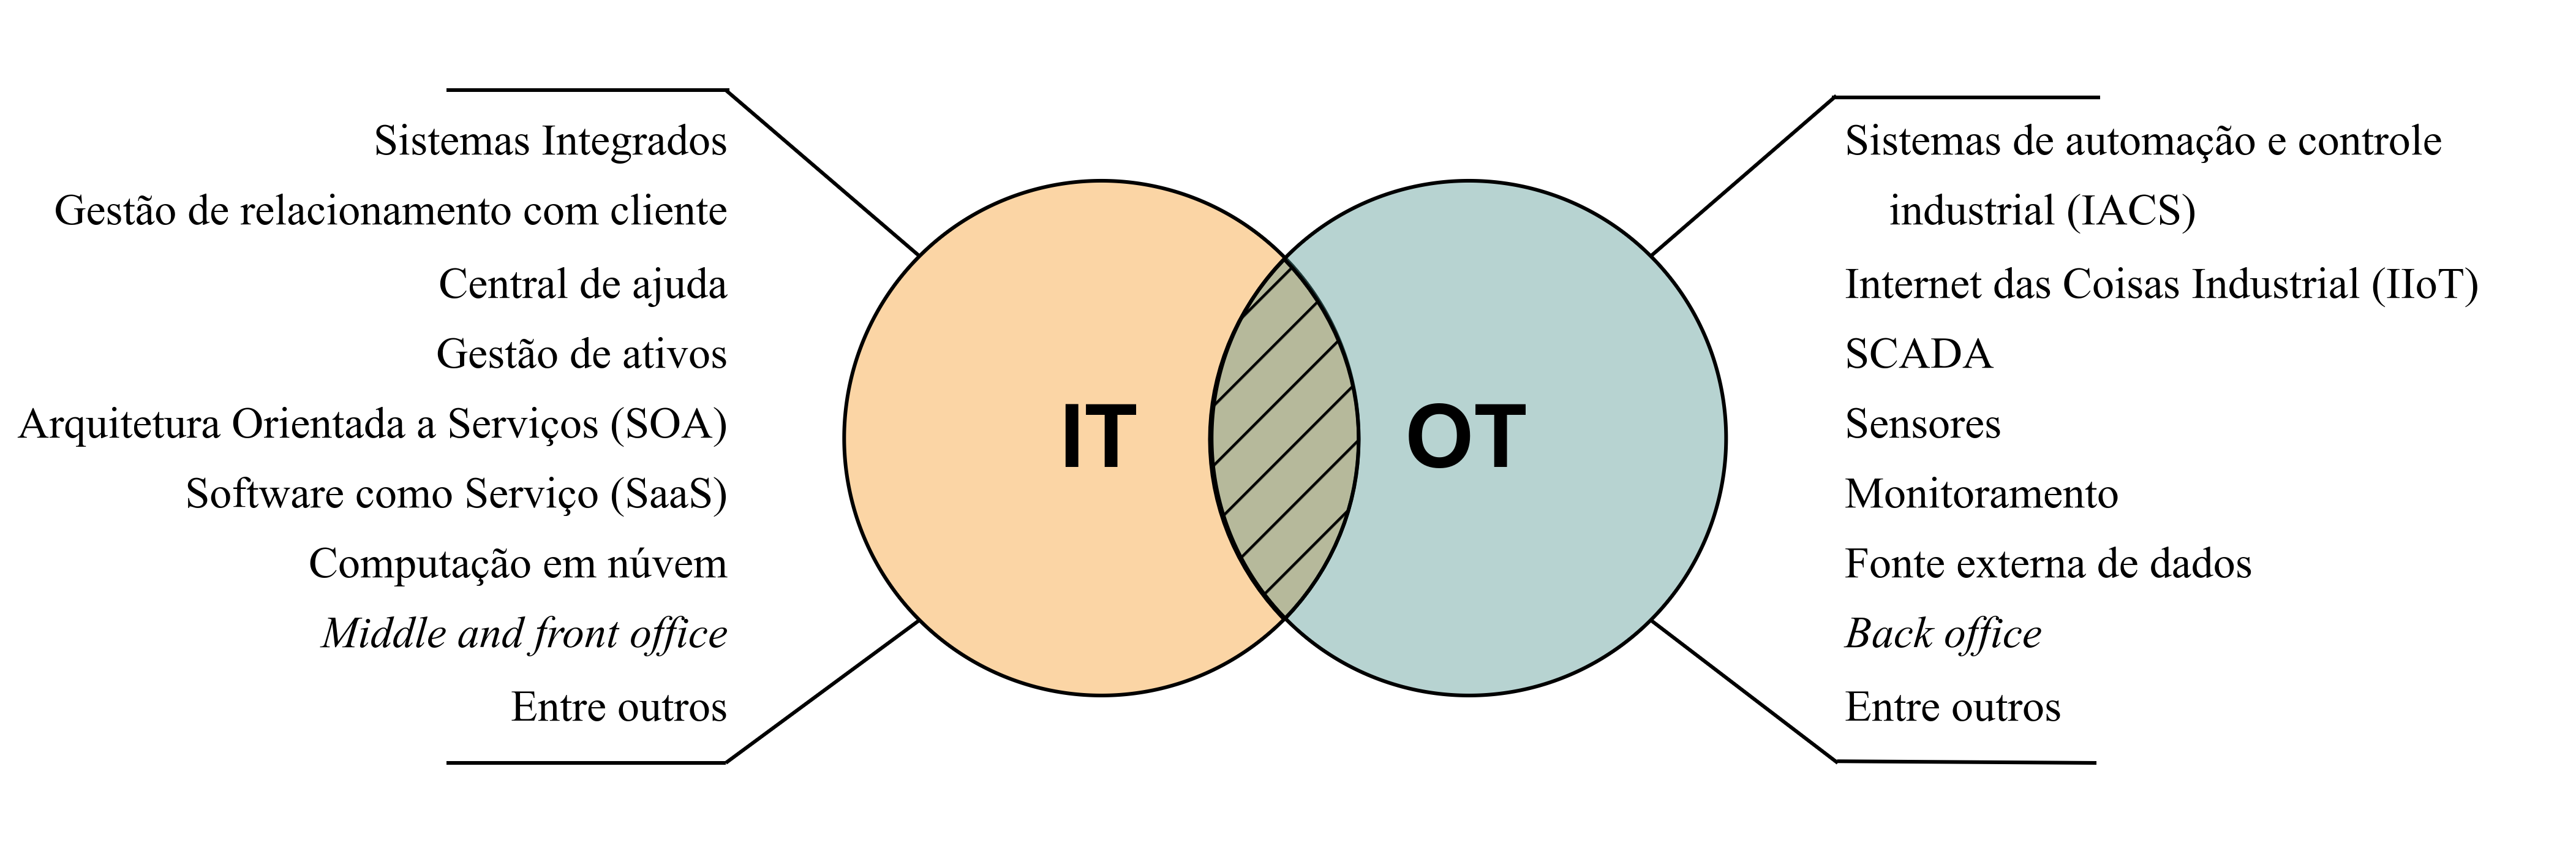 Sistemas Integrados
Gestão de relacionamento com cliente
Central de ajuda
Gestão de ativos
Arquitetura Orientada a Serviços (SOA)
Software como Serviço (SaaS)
Computação em núvem
Middle and front office
Entre outros
IT
OT
Sistemas de automação e controle
industrial (IACS)
Internet das Coisas Industrial (IIoT)
SCADA
Sensores
Monitoramento
Fonte externa de dados
Back office
Entre outros